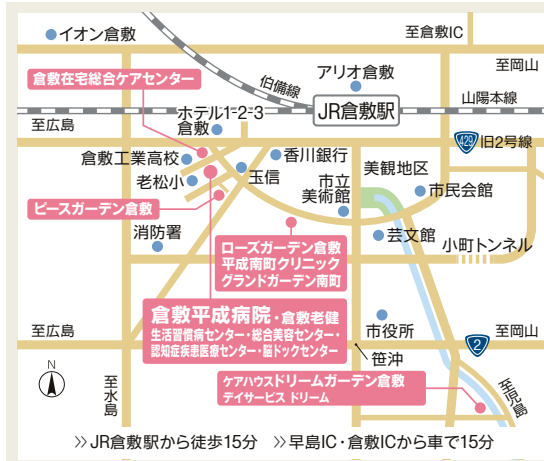 イオン倉敷
至倉敷IC
至岡山
倉敷在宅総合ケアセンター
伯備線
アリオ倉敷
JR倉敷駅
山陽本線
ホテル1-2-3
倉敷
至広島
429
旧2号線
倉敷工業高校
香川銀行
美観地区
老松小
玉信
市立
美術館
市民会館
ピースガーデン倉敷
消防署
ローズガーデン倉敷
平成南町クリニック
グランドガーデン南町
芸文館
小町トンネル
倉敷平成病院・倉敷老健
生活習慣病センター・総合美容センター・
認知症疾患医療センター・脳ドックセンター
市役所
至広島
2
至岡山
笹沖
N
至水島
ケアハウスドリームガーデン倉敷
デイサービス ドリーム
至児島
≫JR倉敷駅から徒歩15分 ≫早島IC・倉敷ICから車で15分